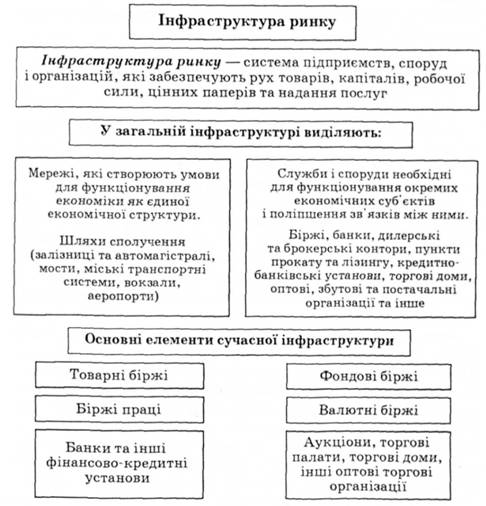 Інфраструктура ринку
Інфраструктура ринку — система підприємств, споруд
і організацій, які забезпечують рух товарів, капіталів, робочої
сили, цінних паперів та надання послуг
У загальній інфраструктурі виділяють:
Мережі, які створюють умови
для функціонування
економіки як єдиної
економічної структури.
Шляхи сполучення
(залізниці та автомагістралі,
мости, міські транспортні
системи, вокзали,
аеропорти)
Служби і споруди необхідні
для функціонування окремих
економічних суб'єктів
і поліпшення зв'язків між ними.
Біржі, банки, дилерські
та брокерські контори, пункти
прокату та лізингу, кредитно-
банківські установи, торгові доми,
оптові, збутові та постачальні
організації та інше
Основні елементи сучасної інфраструктури
Товарні біржі
Фондові біржі
Біржі праці
Валютні біржі
Банки та інші
фінансово-кредитні
установи
Аукціони, торгові
палати, торгові доми,
інші оптові торгові
організації